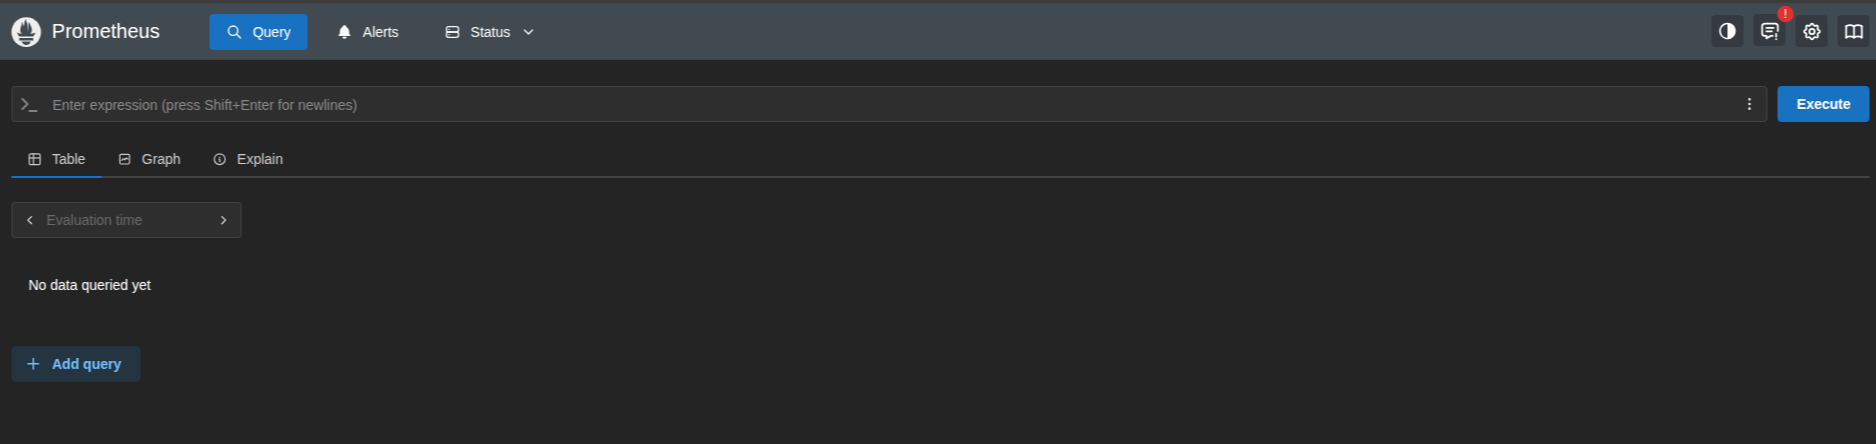 Prometheus Query Alerts Status !
Enter expression (press Shift+Enter for newlines) Execute
Table Graph Explain
Evaluation time
No data queried yet
Add query